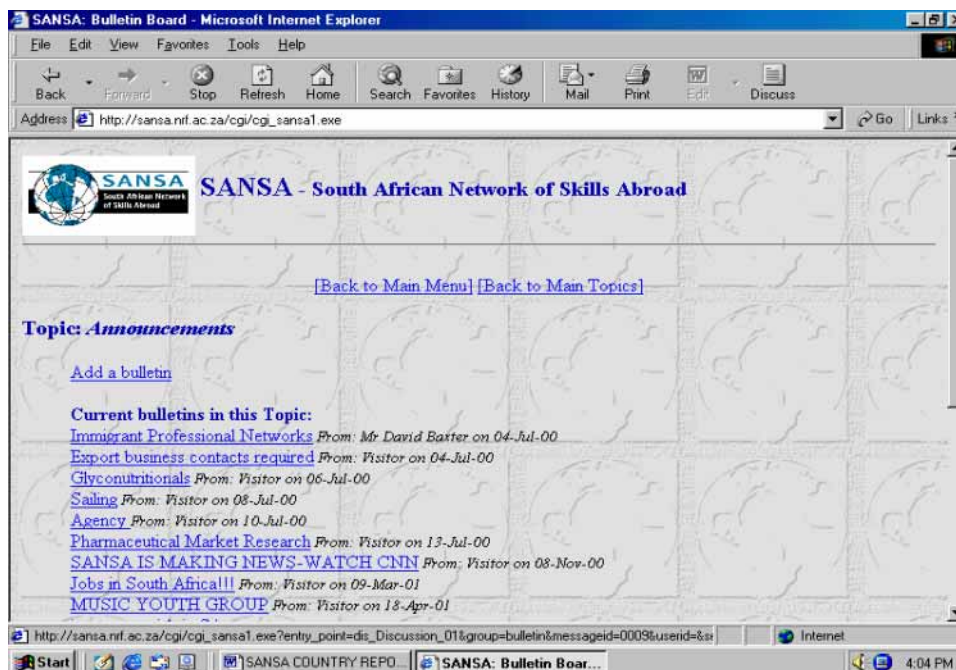 SANSA: Bulletin Board - Microsoft Internet Explorer
File Edit View Favorites Tools Help
Back Forward Stop Refresh Home Search Favorites History Mail Print Edit Discuss
Address http://sansa.nrf.ac.za/cgi/cgi_sansa1.exe Go Links
SANSA
South African Network
of Skills Abroad
SANSA - South African Network of Skills Abroad
[Back to Main Menu] [Back to Main Topics]
Topic: Announcements
Add a bulletin
Current bulletins in this Topic:
Immigrant Professional Networks From: Mr David Baxter on 04-Jul-00
Export business contacts required From: Visitor on 04-Jul-00
Glyconutritionals From: Visitor on 06-Jul-00
Sailing From: Visitor on 08-Jul-00
Agency From: Visitor on 10-Jul-00
Pharmaceutical Market Research From: Visitor on 13-Jul-00
SANSA IS MAKING NEWS-WATCH CNN From: Visitor on 08-Nov-00
Jobs in South Africa!!! From: Visitor on 09-Mar-01
MUSIC YOUTH GROUP From: Visitor on 18-Apr-01
http://sansa.nrf.ac.za/cgi/cgi_sansa1.exe?entry_point=dis_Discussion_01&group=bulletin&messageid=0009&userid=&se Internet
Start SANSA COUNTRY REPO... SANSA: Bulletin Boar... 4:04 PM